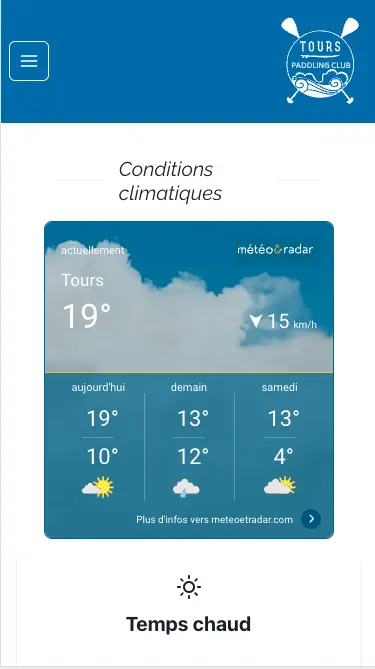 TOURS
PADDLING CLUB
Conditions
climatiques
actuellement
météo&radar
Tours
19°
15 km/h
aujourd'hui demain samedi
19° 13° 13°
10° 12° 4°
Plus d'infos vers meteoetradar.com
Temps chaud